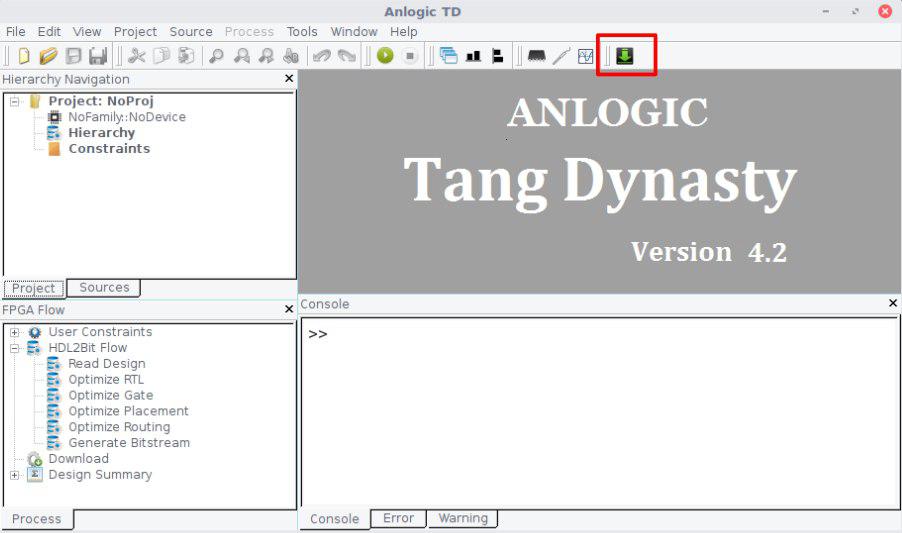 Anlogic TD
File Edit View Project Source Process Tools Window Help
Hierarchy Navigation
Project: NoProj
NoFamily::NoDevice
Hierarchy
Constraints
Project Sources
FPGA Flow
User Constraints
HDL2Bit Flow
Read Design
Optimize RTL
Optimize Gate
Optimize Placement
Optimize Routing
Generate Bitstream
Download
Design Summary
Process
ANLOGIC
Tang Dynasty
Version 4.2
Console
>>
Console Error Warning